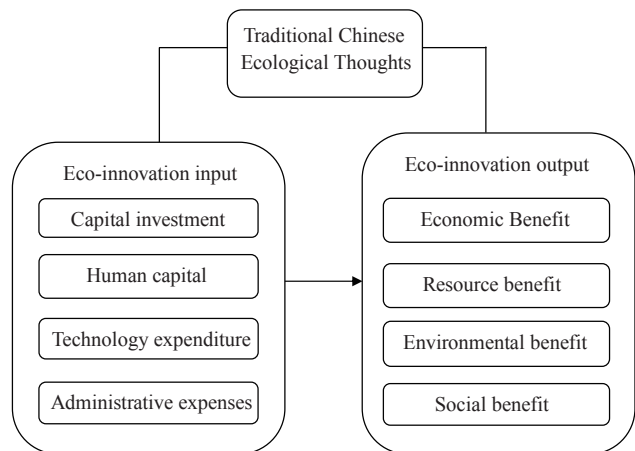 Traditional Chinese
Ecological Thoughts
Eco-innovation input
Capital investment
Human capital
Technology expenditure
Administrative expenses
Eco-innovation output
Economic Benefit
Resource benefit
Environmental benefit
Social benefit